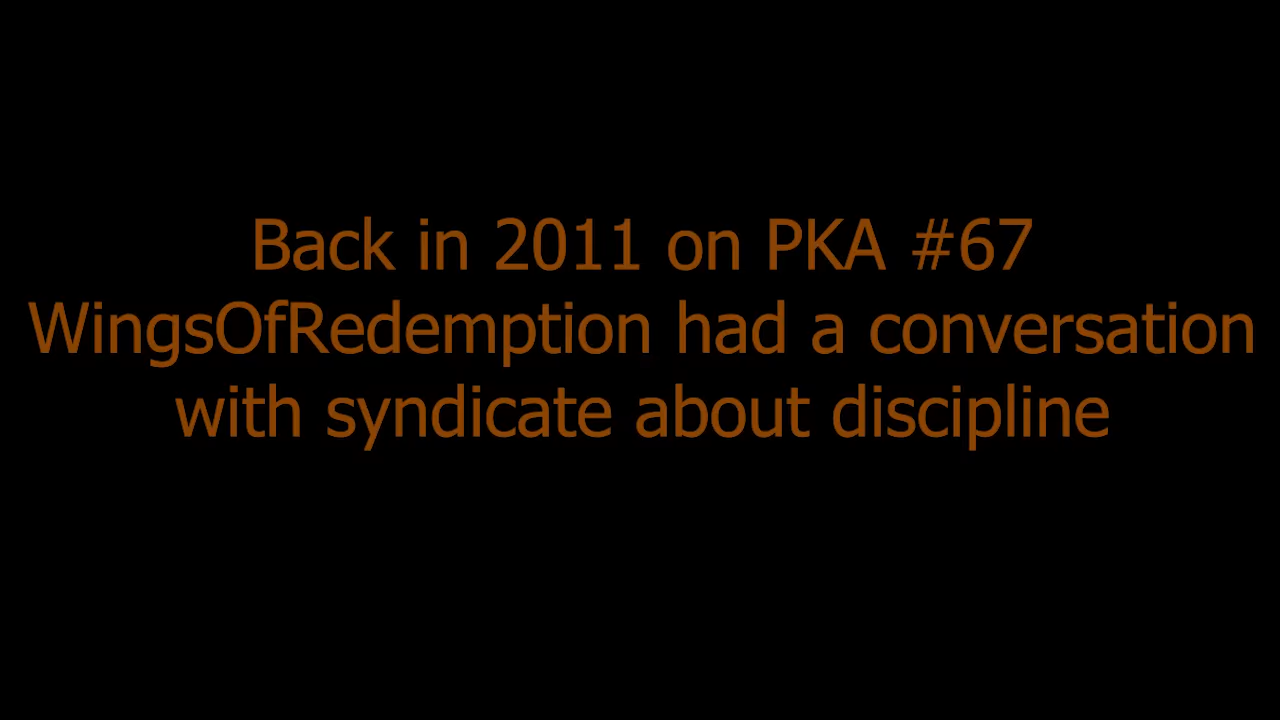 Back in 2011 on PKA #67
WingsOfRedemption had a conversation
with syndicate about discipline